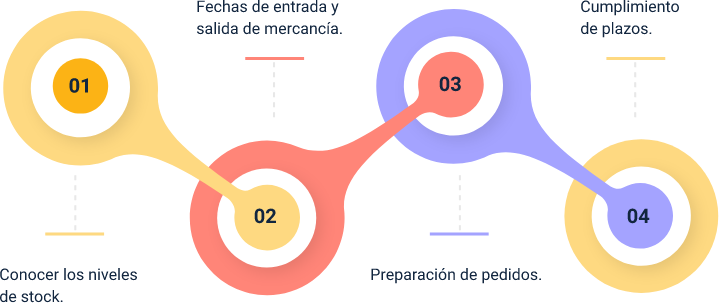 01
Conocer los niveles
de stock.
Fechas de entrada y
salida de mercancía.
02
03
Preparación de pedidos.
Cumplimiento
de plazos.
04